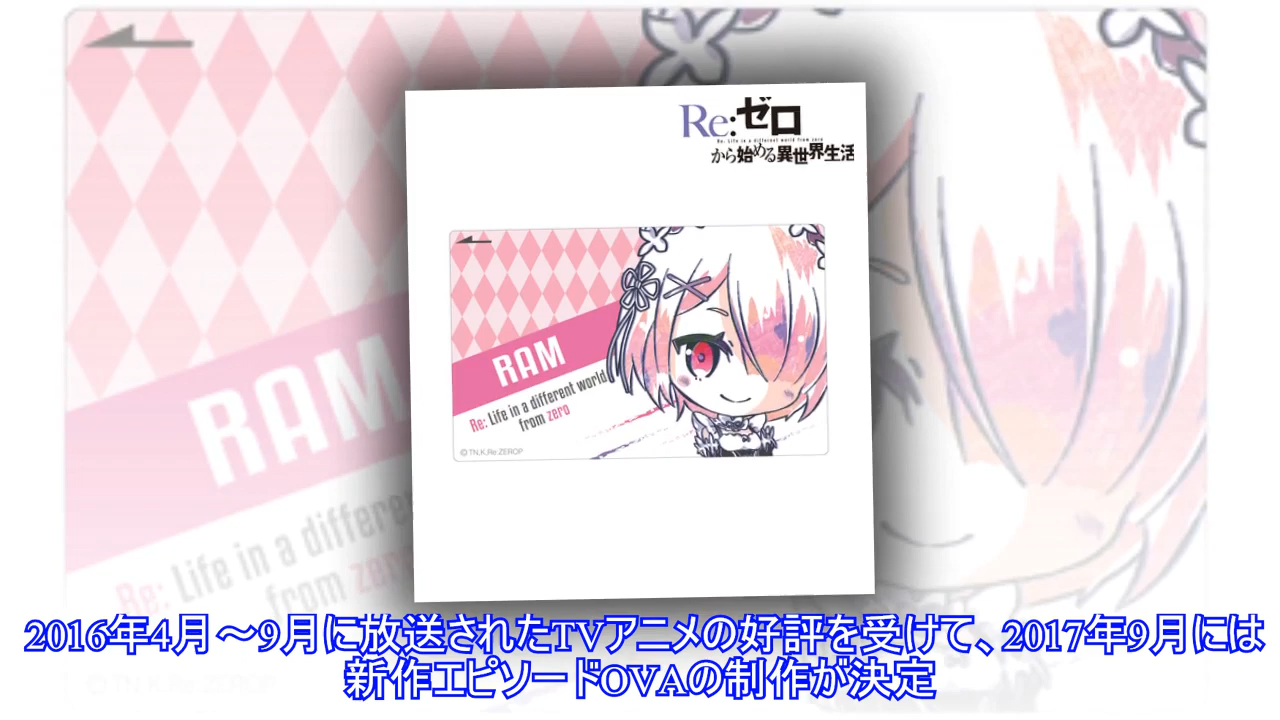 Re:ゼロ
Re: Life in a different world from zero
から始める異世界生活
RAM
Re: Life in a different world
from zero
©TN,K,Re:ZEROP
RAM
Re: Life in a differe
from zer
©TN,K,Re:ZEROP
2016年4月～9月に放送されたTVアニメの好評を受けて、2017年9月には
新作エピソードOVAの制作が決定